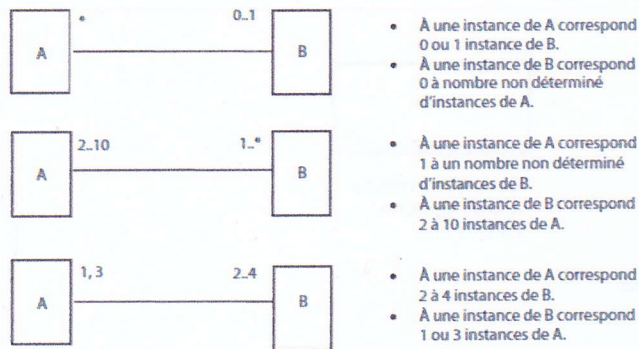 * 0..1
A B
• À une instance de A correspond
0 ou 1 instance de B.
• À une instance de B correspond
0 à nombre non déterminé
d'instances de A.
2..10 1..*
A B
• À une instance de A correspond
1 à un nombre non déterminé
d'instances de B.
• À une instance de B correspond
2 à 10 instances de A.
1, 3 2..4
A B
• À une instance de A correspond
2 à 4 instances de B.
• À une instance de B correspond
1 ou 3 instances de A.